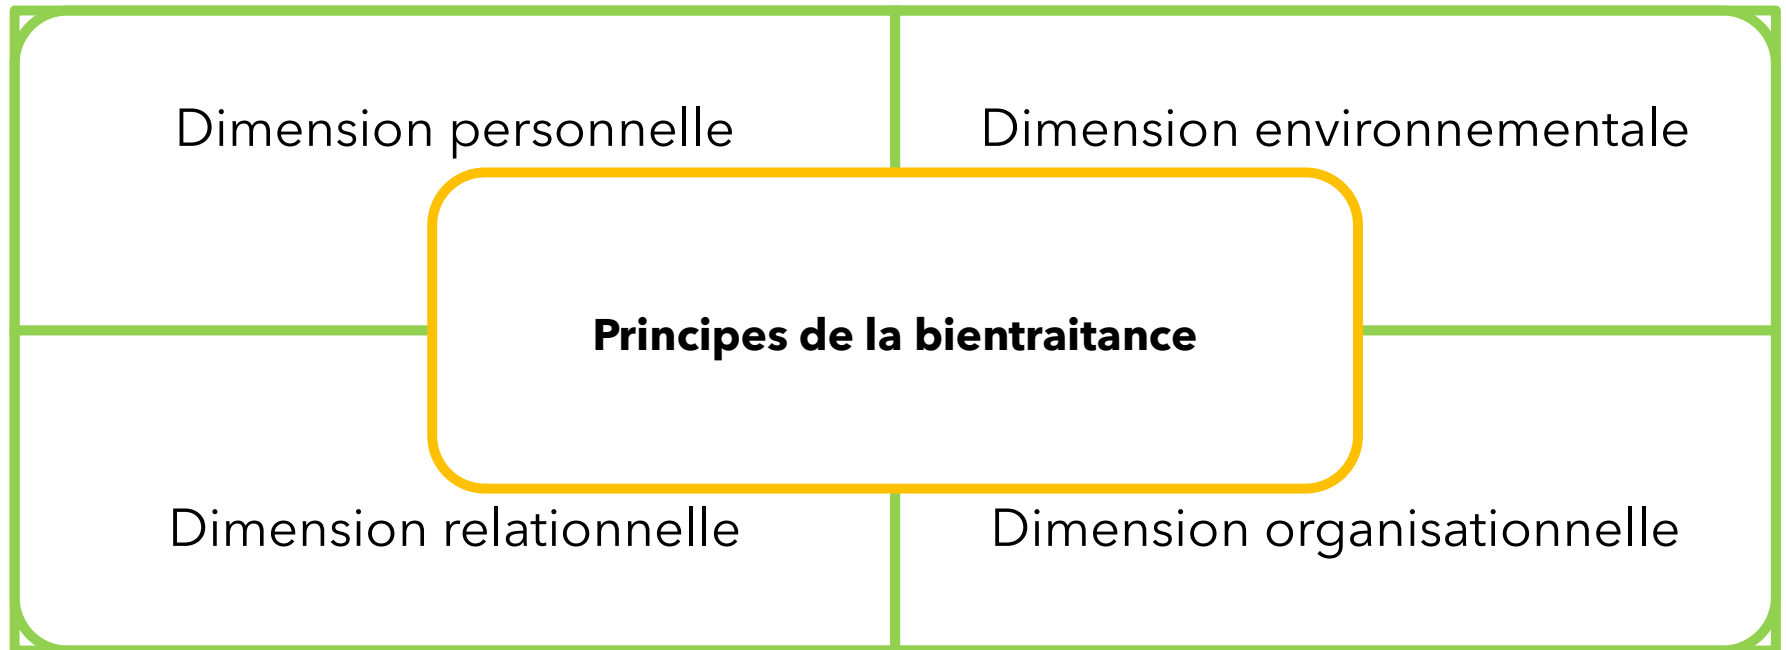 Dimension personnelle
Dimension environnementale
Principes de la bientraitance
Dimension relationnelle
Dimension organisationnelle